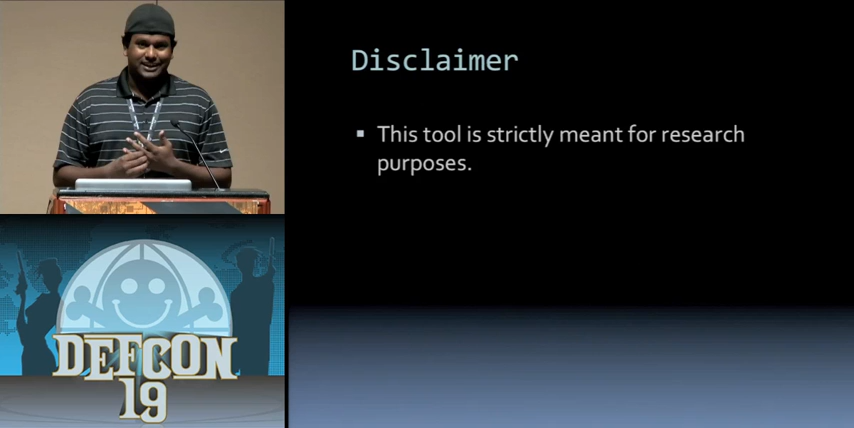 Disclaimer
▪ This tool is strictly meant for research
purposes.
DEFCON
19